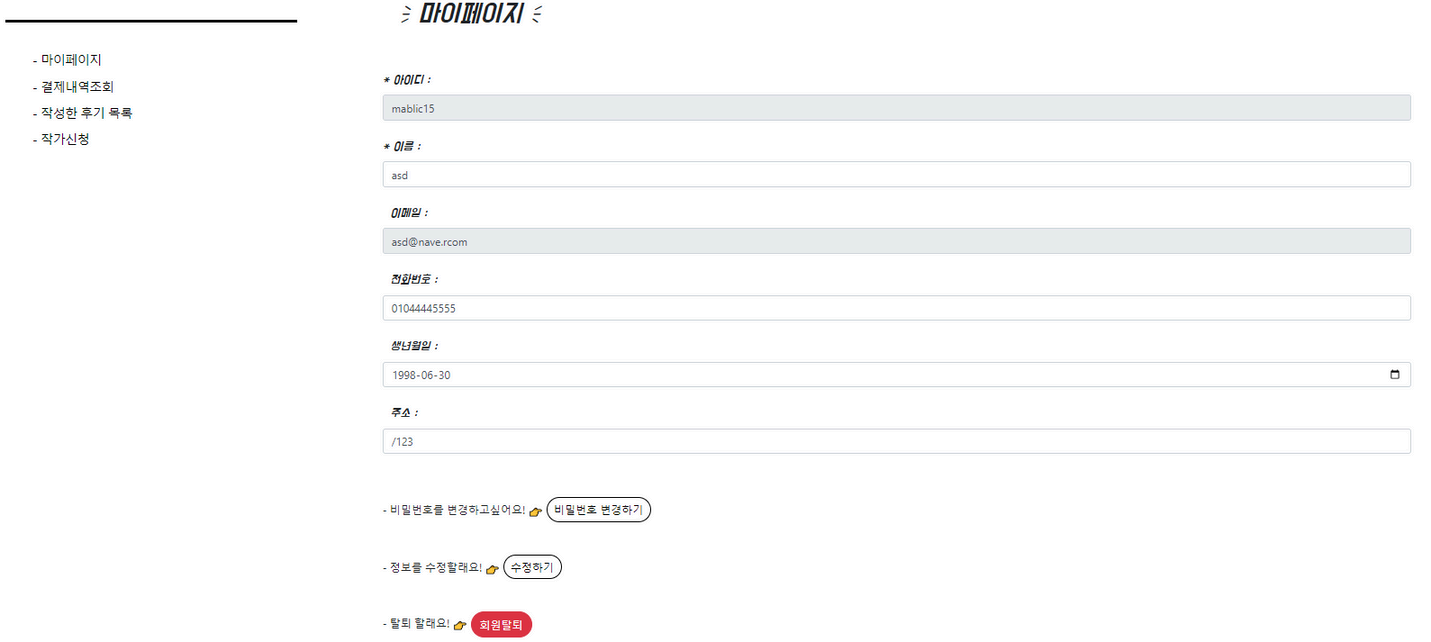 마이페이지
- 마이페이지
- 결제내역조회
- 작성한 후기 목록
- 작가신청
* 아이디 :
mablic15
* 이름 :
asd
이메일 :
asd@nave.rcom
전화번호 :
01044445555
생년월일 :
1998-06-30
주소 :
/123
- 비밀번호를 변경하고싶어요! 👉 비밀번호 변경하기
- 정보를 수정할래요! 👉 수정하기
- 탈퇴 할래요! 👉 회원탈퇴